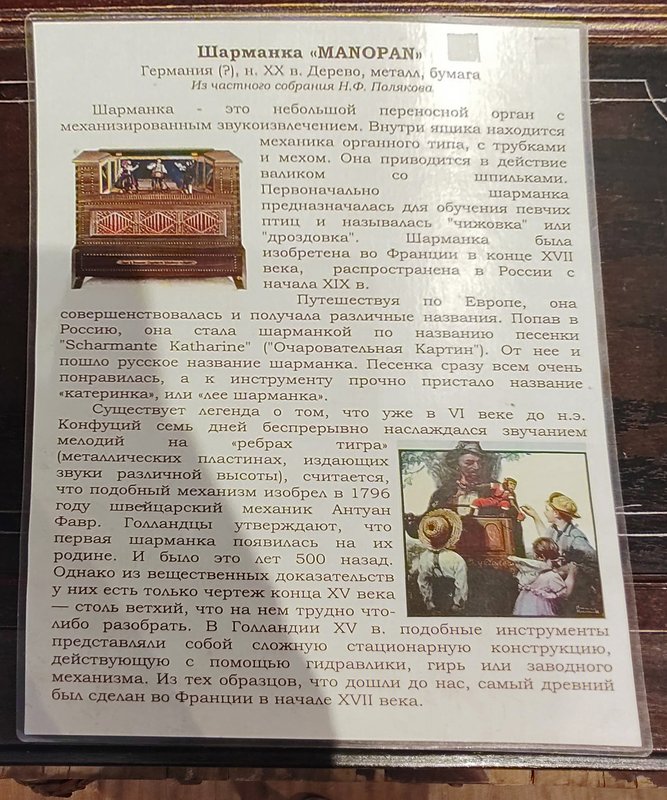 Шарманка «MANOPAN»
Германия (?), н. XX в. Дерево, металл, бумага
Из частного собрания Н.Ф. Полякова
Шарманка - это небольшой переносной орган с
механизированным звукоизвлечением. Внутри ящика находится
механика органного типа, с трубками
и мехом. Она приводится в действие
валиком со шпильками.
Первоначально шарманка
предназначалась для обучения певчих
птиц и называлась "чижовка" или
"дроздовка". Шарманка была
изобретена во Франции в конце XVII
века, распространена в России с
начала XIX в.
Путешествуя по Европе, она
совершенствовалась и получала различные названия. Попав в
Россию, она стала шарманкой по названию песенки
"Scharmante Katharine" ("Очаровательная Картин"). От нее и
пошло русское название шарманка. Песенка сразу всем очень
понравилась, а к инструменту прочно пристало название
«катеринка», или «лее шарманка».
Существует легенда о том, что уже в VI веке до н.э.
Конфуций семь дней беспрерывно наслаждался звучанием
мелодий на «ребрах тигра»
(металлических пластинах, издающих
звуки различной высоты), считается,
что подобный механизм изобрел в 1796
году швейцарский механик Антуан
Фавр. Голландцы утверждают, что
первая шарманка появилась на их
родине. И было это лет 500 назад.
Однако из вещественных доказательств
у них есть только чертеж конца XV века
— столь ветхий, что на нем трудно что-
либо разобрать. В Голландии XV в. подобные инструменты
представляли собой сложную стационарную конструкцию,
действующую с помощью гидравлики, гирь или заводного
механизма. Из тех образцов, что дошли до нас, самый древний
был сделан во Франции в начале XVII века.